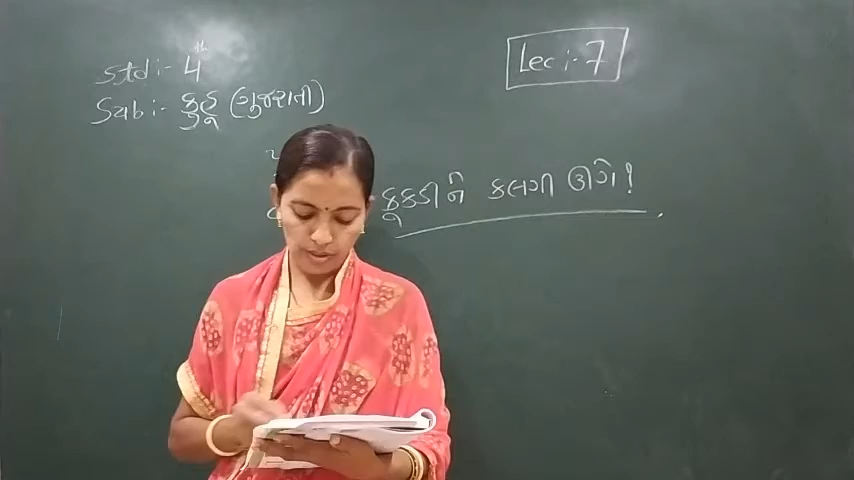 Std :- 4th
Sub :- કુહૂ (ગુજરાતી)
Lec :- 7
કૂકડીને કલગી ઊગે!